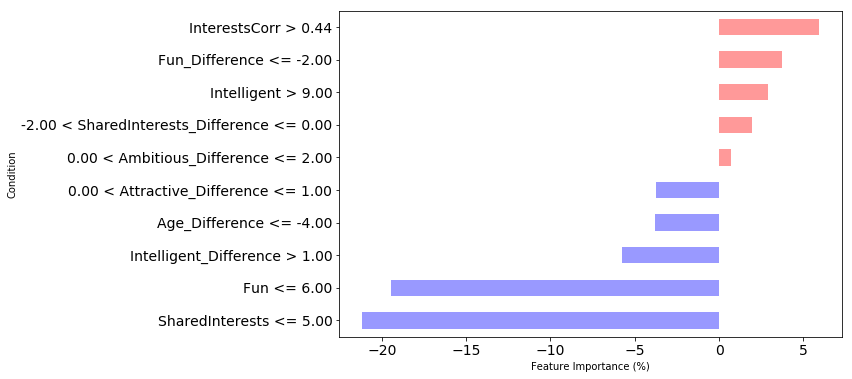 InterestsCorr > 0.44
Fun_Difference <= -2.00
Intelligent > 9.00
-2.00 < SharedInterests_Difference <= 0.00
0.00 < Ambitious_Difference <= 2.00
0.00 < Attractive_Difference <= 1.00
Age_Difference <= -4.00
Intelligent_Difference > 1.00
Fun <= 6.00
SharedInterests <= 5.00
Condition
−20 −15 −10 −5 0 5
Feature Importance (%)